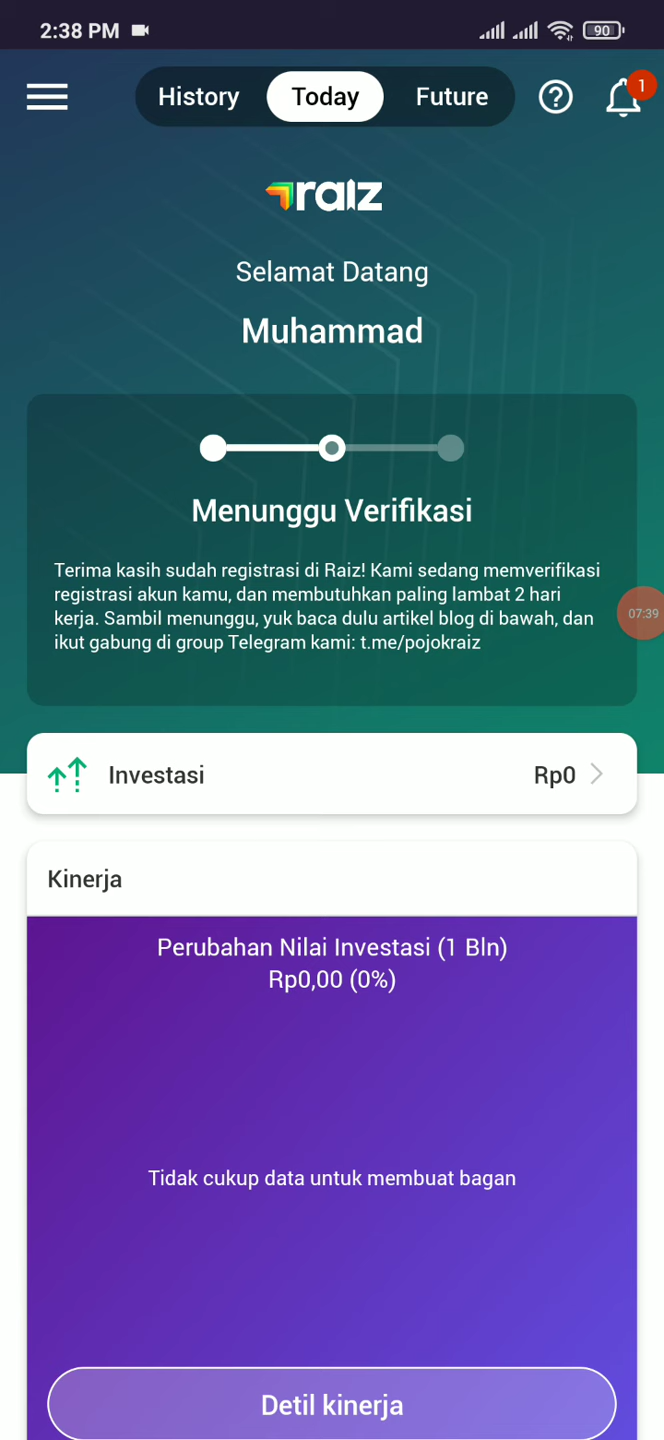 2:38 PM
90
History
Today
Future
1
raiz
Selamat Datang
Muhammad
Menunggu Verifikasi
Terima kasih sudah registrasi di Raiz! Kami sedang memverifikasi
registrasi akun kamu, dan membutuhkan paling lambat 2 hari
kerja. Sambil menunggu, yuk baca dulu artikel blog di bawah, dan
ikut gabung di group Telegram kami: t.me/pojokraiz
07:39
Investasi
Rp0
Kinerja
Perubahan Nilai Investasi (1 Bln)
Rp0,00 (0%)
Tidak cukup data untuk membuat bagan
Detil kinerja